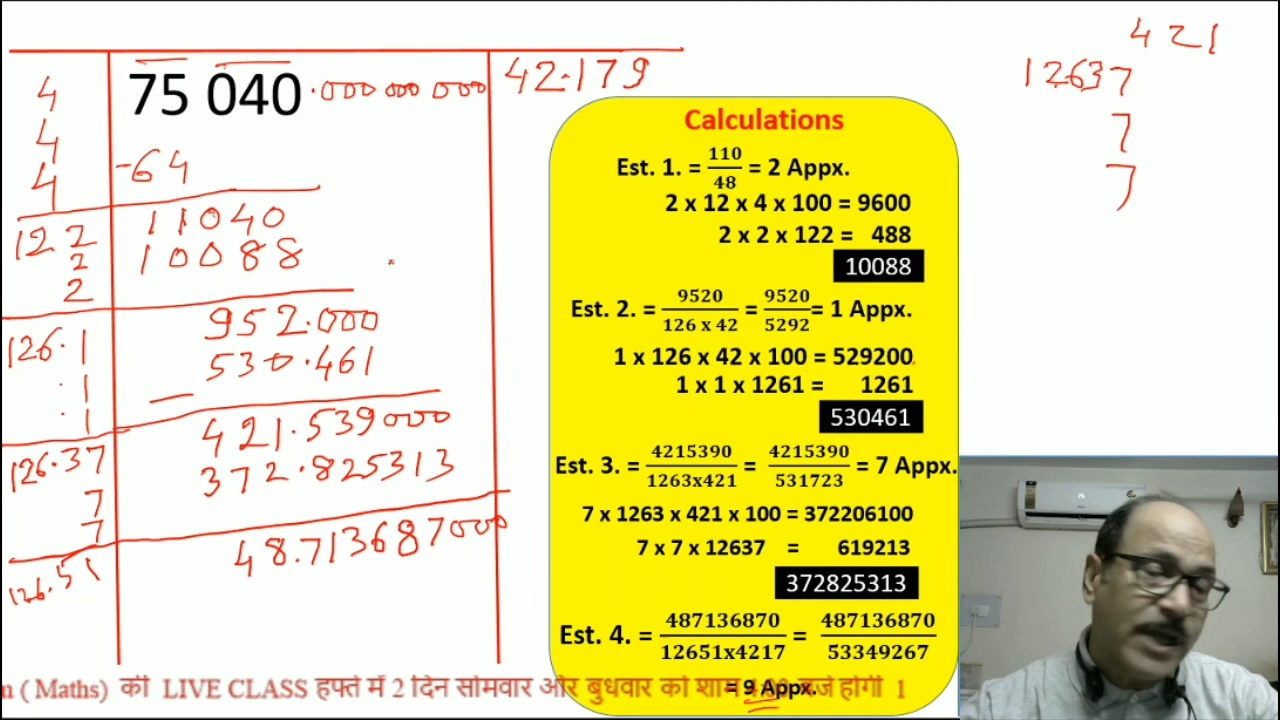 4 75 040.000 000 000 42.179
4
4 -64
122 11040
2 10088
2
126.1 952.000
.1 530.461
.1
126.37 421.539000
7 372.825313
7
126.51 48.713687000
Calculations
Est. 1. = 110/48 = 2 Appx.
2 x 12 x 4 x 100 = 9600
2 x 2 x 122 = 488
10088
Est. 2. = 9520/126 x 42 = 9520/5292 = 1 Appx.
1 x 126 x 42 x 100 = 529200
1 x 1 x 1261 = 1261
530461
Est. 3. = 4215390/1263x421 = 4215390/531723 = 7 Appx.
7 x 1263 x 421 x 100 = 372206100
7 x 7 x 12637 = 619213
372825313
Est. 4. = 487136870/12651x4217 = 487136870/53349267
= 9 Appx.
421
12637
7
7
n ( Maths) की LIVE CLASS हफ्ते में 2 दिन सोमवार और बुधवार को शाम बजे होगी 1